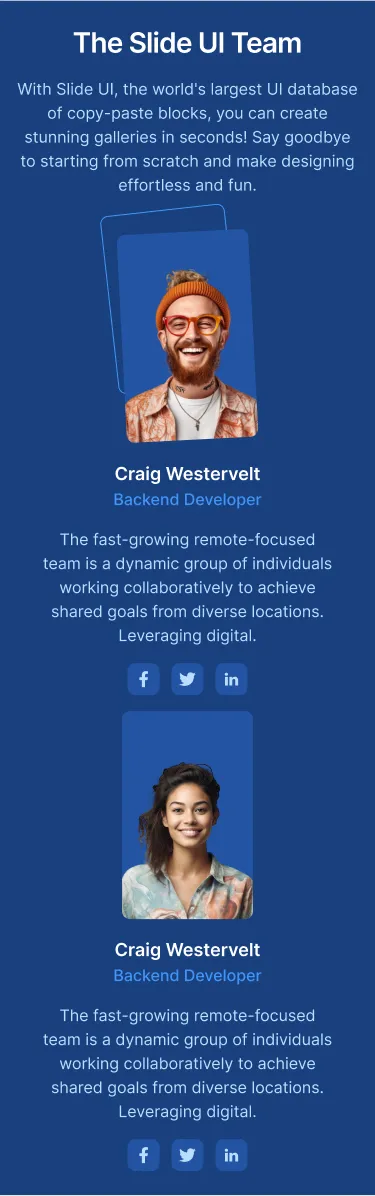 The Slide UI Team
With Slide UI, the world's largest UI database
of copy-paste blocks, you can create
stunning galleries in seconds! Say goodbye
to starting from scratch and make designing
effortless and fun.
Craig Westervelt
Backend Developer
The fast-growing remote-focused
team is a dynamic group of individuals
working collaboratively to achieve
shared goals from diverse locations.
Leveraging digital.
Craig Westervelt
Backend Developer
The fast-growing remote-focused
team is a dynamic group of individuals
working collaboratively to achieve
shared goals from diverse locations.
Leveraging digital.